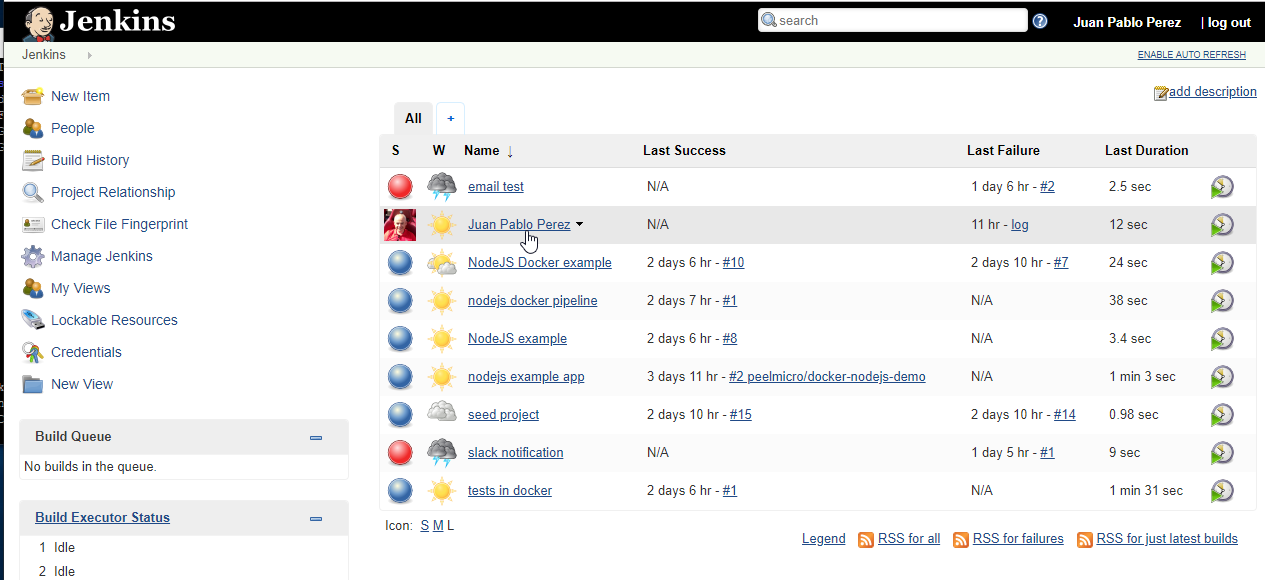 Jenkins
search
Juan Pablo Perez | log out
Jenkins
ENABLE AUTO REFRESH
New Item
People
Build History
Project Relationship
Check File Fingerprint
Manage Jenkins
My Views
Lockable Resources
Credentials
New View
Build Queue
No builds in the queue.
Build Executor Status
1 Idle
2 Idle
add description
All +
S W Name ↓ Last Success Last Failure Last Duration
email test N/A 1 day 6 hr - #2 2.5 sec
Juan Pablo Perez N/A 11 hr - log 12 sec
NodeJS Docker example 2 days 6 hr - #10 2 days 10 hr - #7 24 sec
nodejs docker pipeline 2 days 7 hr - #1 N/A 38 sec
NodeJS example 2 days 6 hr - #8 N/A 3.4 sec
nodejs example app 3 days 11 hr - #2 peelmicro/docker-nodejs-demo N/A 1 min 3 sec
seed project 2 days 10 hr - #15 2 days 10 hr - #14 0.98 sec
slack notification N/A 1 day 5 hr - #1 9 sec
tests in docker 2 days 6 hr - #1 N/A 1 min 31 sec
Icon: S M L
Legend RSS for all RSS for failures RSS for just latest builds